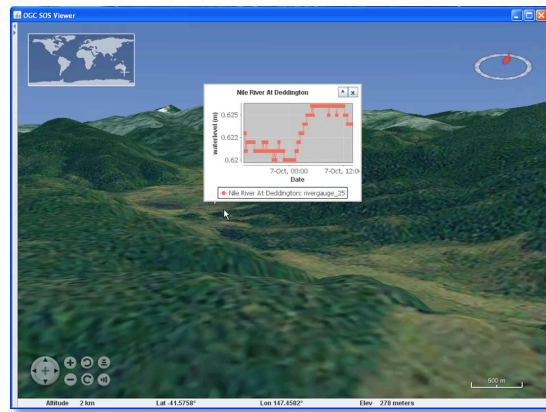 OGC SOS Viewer
Nile River At Deddington
waterlevel (m)
0.625
0.622
0.62
7-Oct, 00:00
7-Oct, 12:0
Date
Nile River At Deddington: rivergauge_25
500 m
Altitude 2 km Lat -41.5758° Lon 147.4582° Elev 278 meters